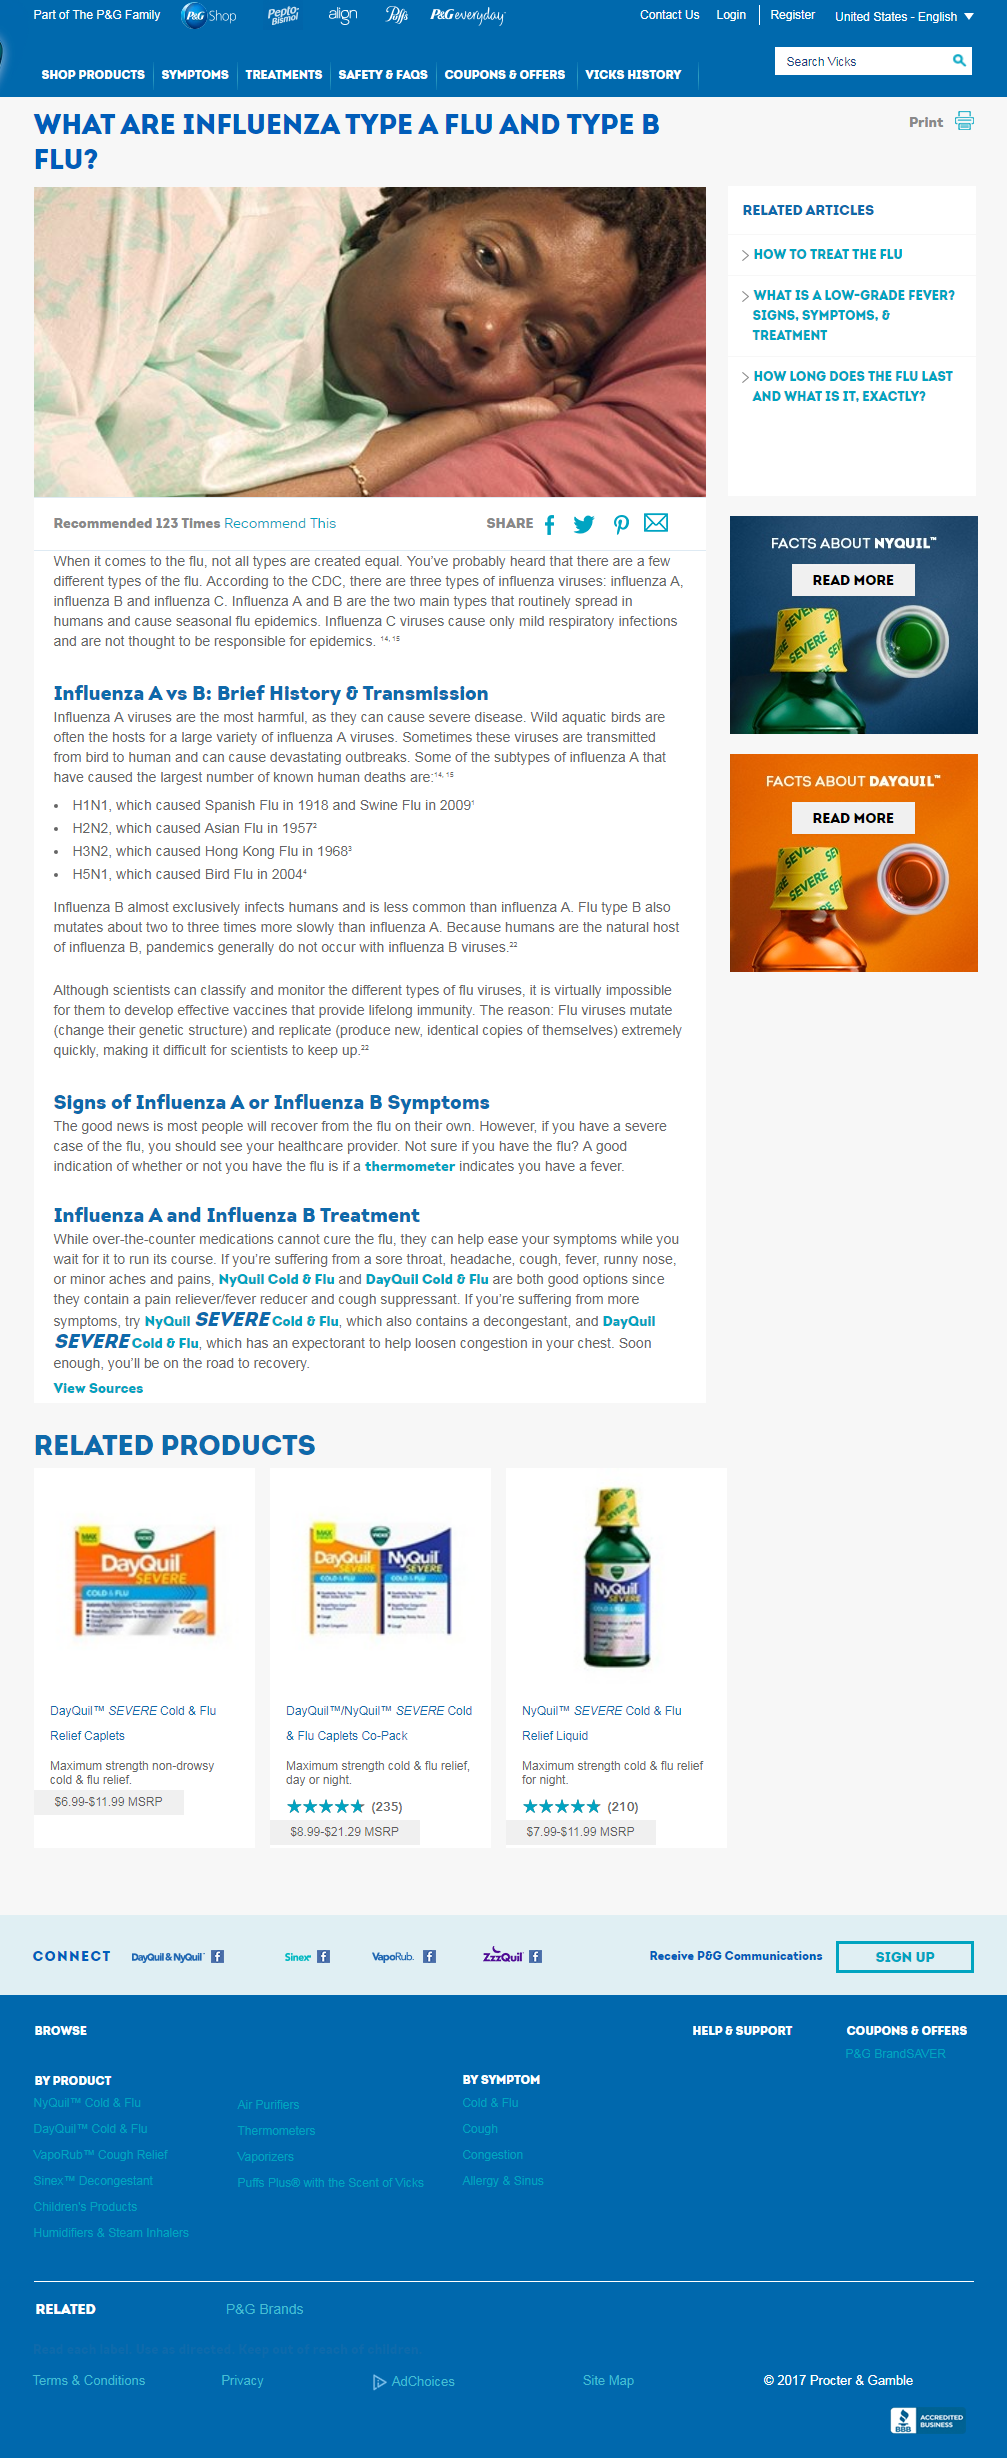 Part of The P&G Family P&G Shop Pepto Bismol align Puffs P&G everyday Contact Us Login Register United States - English
SHOP PRODUCTS SYMPTOMS TREATMENTS SAFETY & FAQS COUPONS & OFFERS VICKS HISTORY Search Vicks
WHAT ARE INFLUENZA TYPE A FLU AND TYPE B
FLU?
Print
RELATED ARTICLES
HOW TO TREAT THE FLU
WHAT IS A LOW-GRADE FEVER?
SIGNS, SYMPTOMS, &
TREATMENT
HOW LONG DOES THE FLU LAST
AND WHAT IS IT, EXACTLY?
Recommended 123 Times Recommend This SHARE
When it comes to the flu, not all types are created equal. You've probably heard that there are a few
different types of the flu. According to the CDC, there are three types of influenza viruses: influenza A,
influenza B and influenza C. Influenza A and B are the two main types that routinely spread in
humans and cause seasonal flu epidemics. Influenza C viruses cause only mild respiratory infections
and are not thought to be responsible for epidemics. 14, 15
Influenza A vs B: Brief History & Transmission
Influenza A viruses are the most harmful, as they can cause severe disease. Wild aquatic birds are
often the hosts for a large variety of influenza A viruses. Sometimes these viruses are transmitted
from bird to human and can cause devastating outbreaks. Some of the subtypes of influenza A that
have caused the largest number of known human deaths are:14, 15
• H1N1, which caused Spanish Flu in 1918 and Swine Flu in 2009¹
• H2N2, which caused Asian Flu in 1957²
• H3N2, which caused Hong Kong Flu in 1968³
• H5N1, which caused Bird Flu in 2004⁴
Influenza B almost exclusively infects humans and is less common than influenza A. Flu type B also
mutates about two to three times more slowly than influenza A. Because humans are the natural host
of influenza B, pandemics generally do not occur with influenza B viruses.²²
Although scientists can classify and monitor the different types of flu viruses, it is virtually impossible
for them to develop effective vaccines that provide lifelong immunity. The reason: Flu viruses mutate
(change their genetic structure) and replicate (produce new, identical copies of themselves) extremely
quickly, making it difficult for scientists to keep up.²²
Signs of Influenza A or Influenza B Symptoms
The good news is most people will recover from the flu on their own. However, if you have a severe
case of the flu, you should see your healthcare provider. Not sure if you have the flu? A good
indication of whether or not you have the flu is if a thermometer indicates you have a fever.
Influenza A and Influenza B Treatment
While over-the-counter medications cannot cure the flu, they can help ease your symptoms while you
wait for it to run its course. If you're suffering from a sore throat, headache, cough, fever, runny nose,
or minor aches and pains, NyQuil Cold & Flu and DayQuil Cold & Flu are both good options since
they contain a pain reliever/fever reducer and cough suppressant. If you're suffering from more
symptoms, try NyQuil SEVERE Cold & Flu, which also contains a decongestant, and DayQuil
SEVERE Cold & Flu, which has an expectorant to help loosen congestion in your chest. Soon
enough, you'll be on the road to recovery.
View Sources
FACTS ABOUT NYQUIL™
READ MORE
SEVERE
FACTS ABOUT DAYQUIL™
READ MORE
SEVERE
RELATED PRODUCTS
MAX VICKS
DayQuil
SEVERE
COLD & FLU
12 CAPLETS
MAX VICKS
DayQuil NyQuil
SEVERE SEVERE
COLD & FLU COLD & FLU
NyQuil
SEVERE
COLD & FLU
DayQuil™ SEVERE Cold & Flu
Relief Caplets
Maximum strength non-drowsy
cold & flu relief.
$6.99-$11.99 MSRP
DayQuil™/NyQuil™ SEVERE Cold
& Flu Caplets Co-Pack
Maximum strength cold & flu relief,
day or night.
(235)
$8.99-$21.29 MSRP
NyQuil™ SEVERE Cold & Flu
Relief Liquid
Maximum strength cold & flu relief
for night.
(210)
$7.99-$11.99 MSRP
CONNECT DayQuil & NyQuil Sinex VapoRub. ZzzQuil Receive P&G Communications SIGN UP
BROWSE
BY PRODUCT
NyQuil™ Cold & Flu
DayQuil™ Cold & Flu
VapoRub™ Cough Relief
Sinex™ Decongestant
Children's Products
Humidifiers & Steam Inhalers
Air Purifiers
Thermometers
Vaporizers
Puffs Plus® with the Scent of Vicks
BY SYMPTOM
Cold & Flu
Cough
Congestion
Allergy & Sinus
HELP & SUPPORT
COUPONS & OFFERS
P&G BrandSAVER
RELATED P&G Brands
Terms & Conditions Privacy AdChoices Site Map © 2017 Procter & Gamble
BBB ACCREDITED
BUSINESS